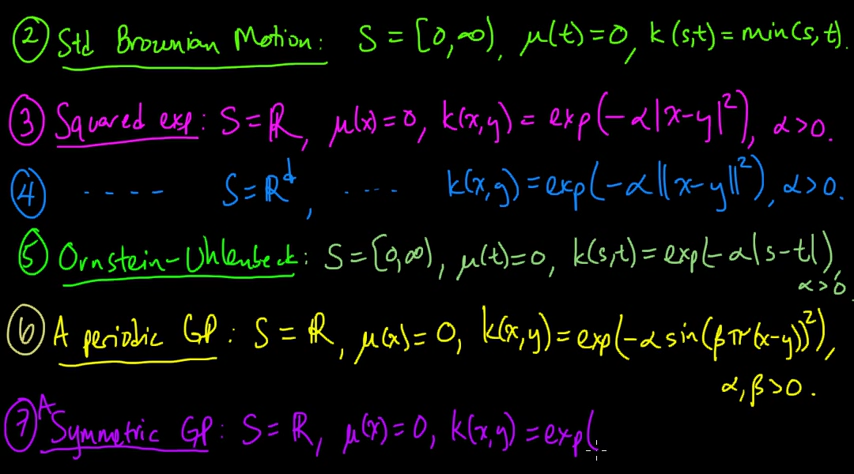 ② Std Brownian Motion: S = [0,∞), μ(t)=0, k(s,t)=min(s,t).
③ Squared exp: S=ℝ, μ(x)=0, k(x,y) = exp(-α|x-y|²), α>0.
④ ---- S=ℝᵈ, .... k(x,y)=exp(-α||x-y||²), α>0.
⑤ Ornstein-Uhlenbeck: S=[0,∞), μ(t)=0, k(s,t)=exp(-α|s-t|),
α>0.
⑥ A periodic GP: S=ℝ, μ(x)=0, k(x,y)=exp(-α sin(βπ(x-y))²),
α,β>0.
⑦ A Symmetric GP: S=ℝ, μ(x)=0, k(x,y)=exp(